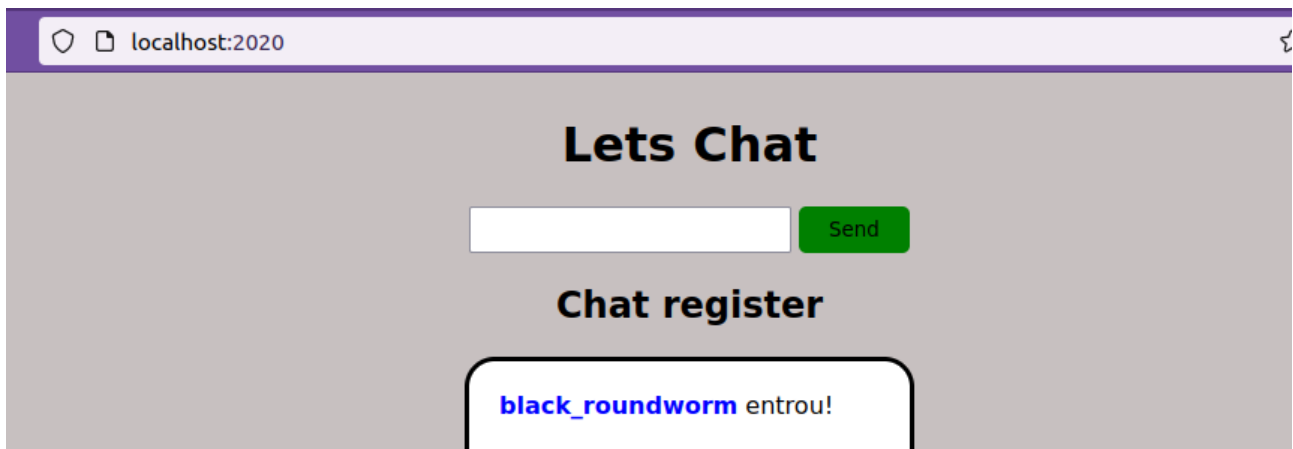 localhost:2020
Lets Chat
Send
Chat register
black_roundworm entrou!